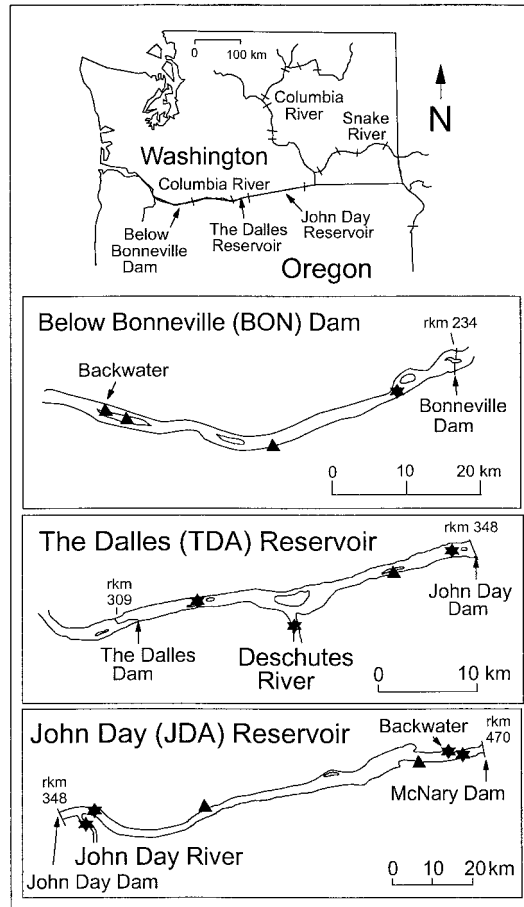 0 100 km
Columbia
River
Snake
River
N
Washington
Columbia River
Below
Bonneville
Dam
The Dalles
Reservoir
John Day
Reservoir
Oregon
Below Bonneville (BON) Dam
rkm 234
Backwater
Bonneville
Dam
0 10 20 km
The Dalles (TDA) Reservoir
rkm 348
rkm
309
John Day
Dam
The Dalles
Dam
Deschutes
River
0 10 km
John Day (JDA) Reservoir
Backwater
rkm
470
rkm
348
McNary Dam
John Day River
John Day Dam
0 10 20 km